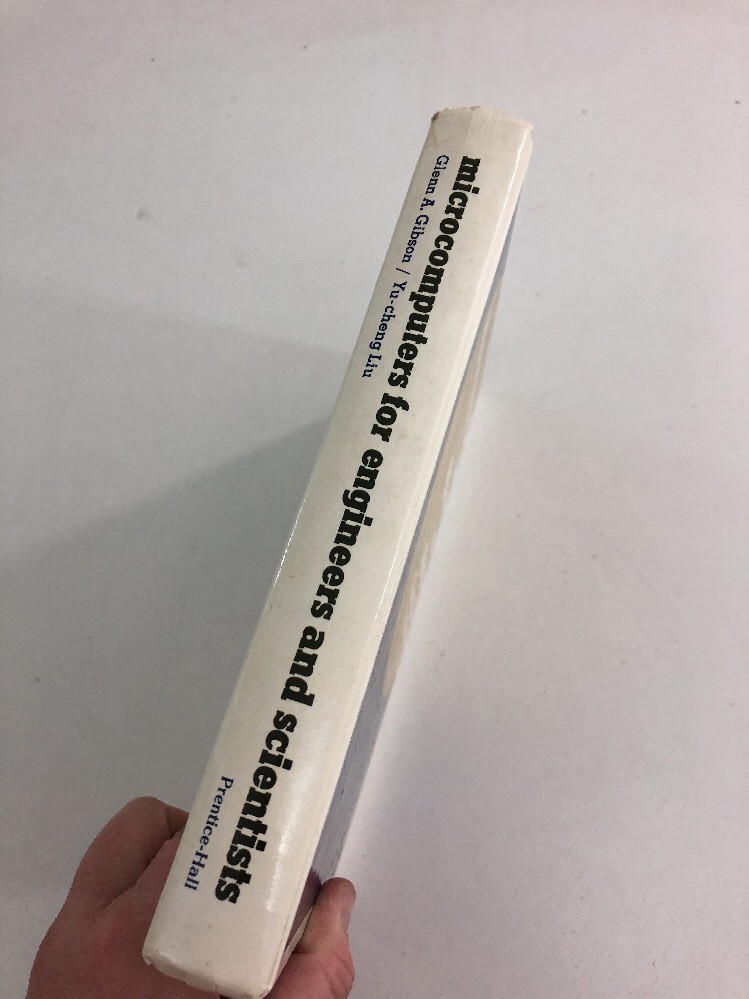 microcomputers for engineers and scientists
Glenn A. Gibson / Yu-cheng Liu
Prentice-Hall